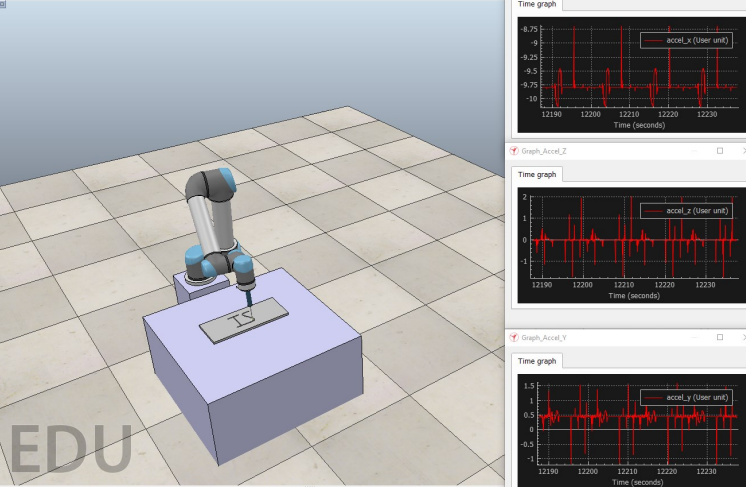 Time graph
-8.75
-9
-9.25
-9.5
-9.75
-10
accel_x (User unit)
12190 12200 12210 12220 12230
Time (seconds)
Graph_Accel_Z
Time graph
2
1
0
-1
accel_z (User unit)
12190 12200 12210 12220 12230
Time (seconds)
Graph_Accel_Y
Time graph
1.5
1
0.5
0
-0.5
-1
accel_y (User unit)
12190 12200 12210 12220 12230
Time (seconds)
EDU